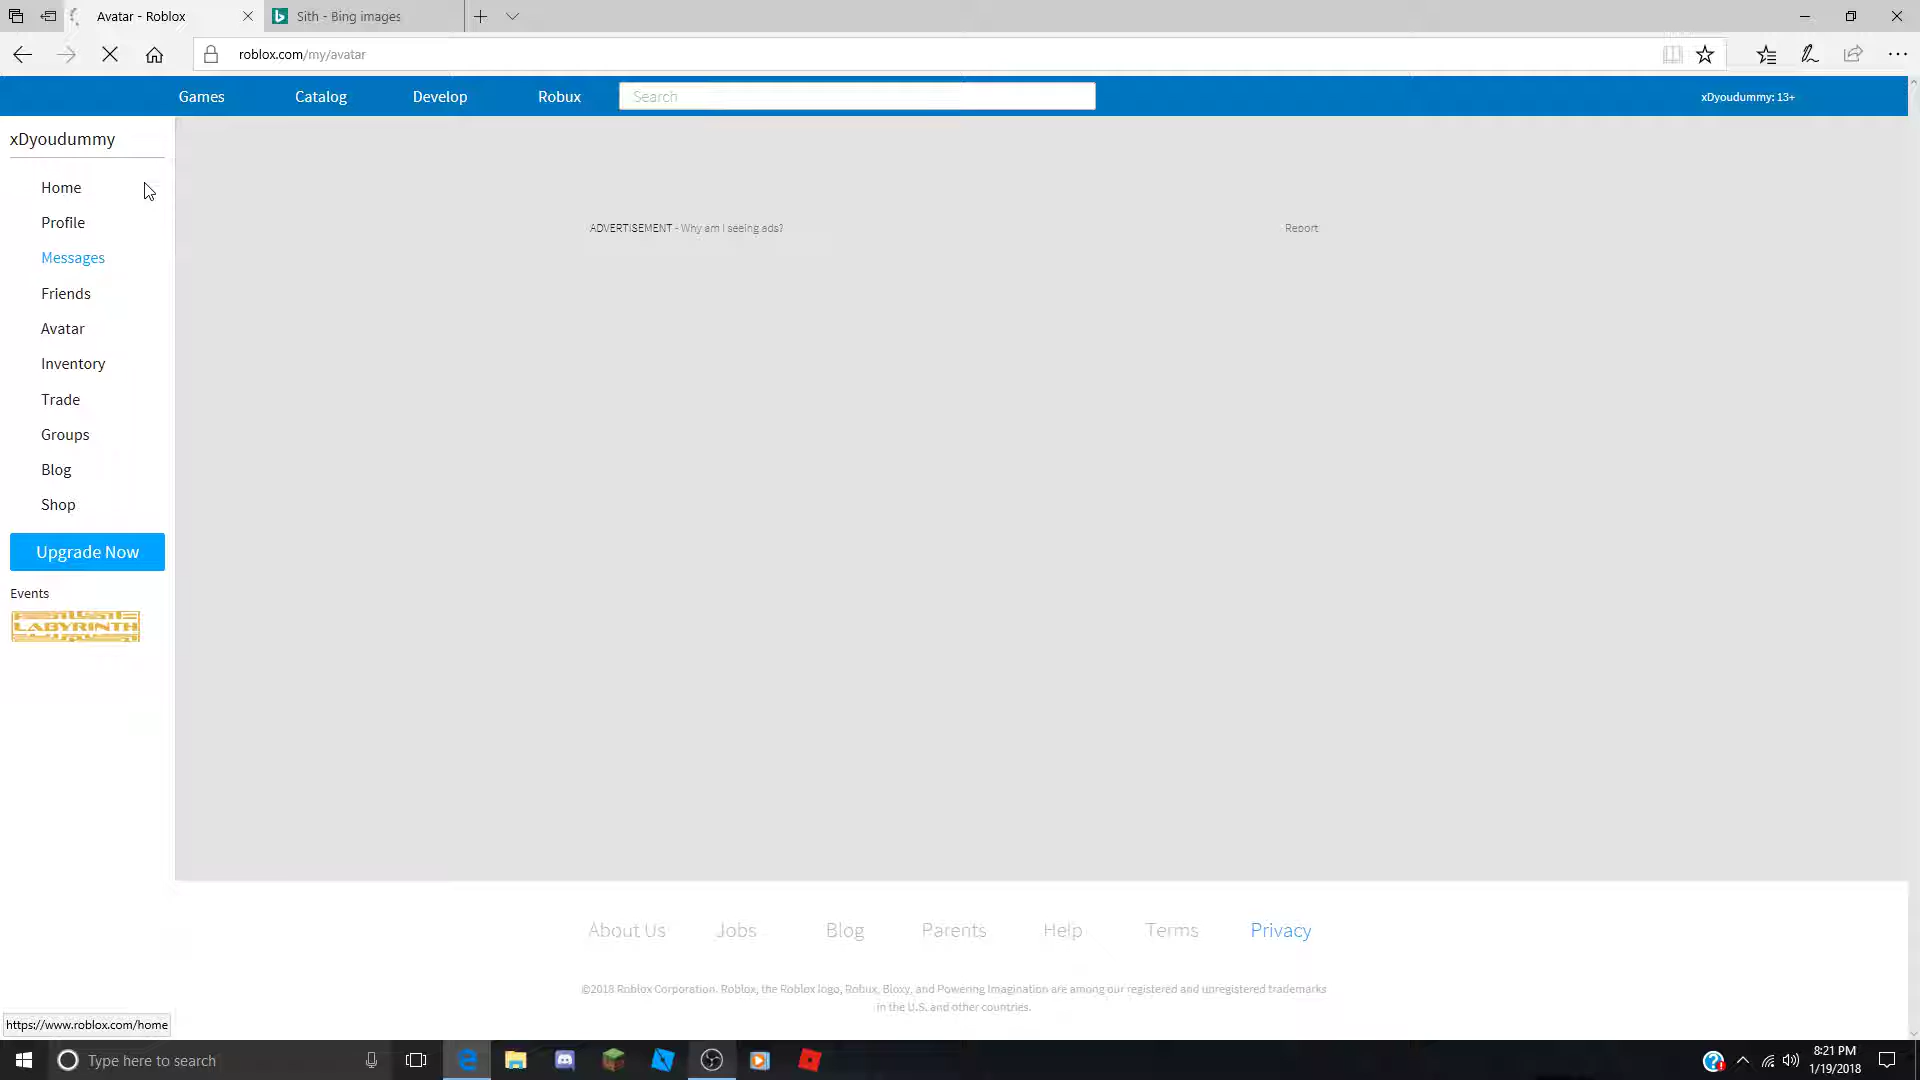 Avatar - Roblox
Sith - Bing images
roblox.com/my/avatar
Games Catalog Develop Robux Search xDyoudummy: 13+
xDyoudummy
Home
Profile
Messages
Friends
Avatar
Inventory
Trade
Groups
Blog
Shop
Upgrade Now
Events
LABYRINTH
ADVERTISEMENT - Why am I seeing ads? Report
About Us Jobs Blog Parents Help Terms Privacy
©2018 Roblox Corporation. Roblox, the Roblox logo, Robux, Bloxy, and Powering Imagination are among our registered and unregistered trademarks
in the U.S. and other countries.
https://www.roblox.com/home
Type here to search
8:21 PM
1/19/2018